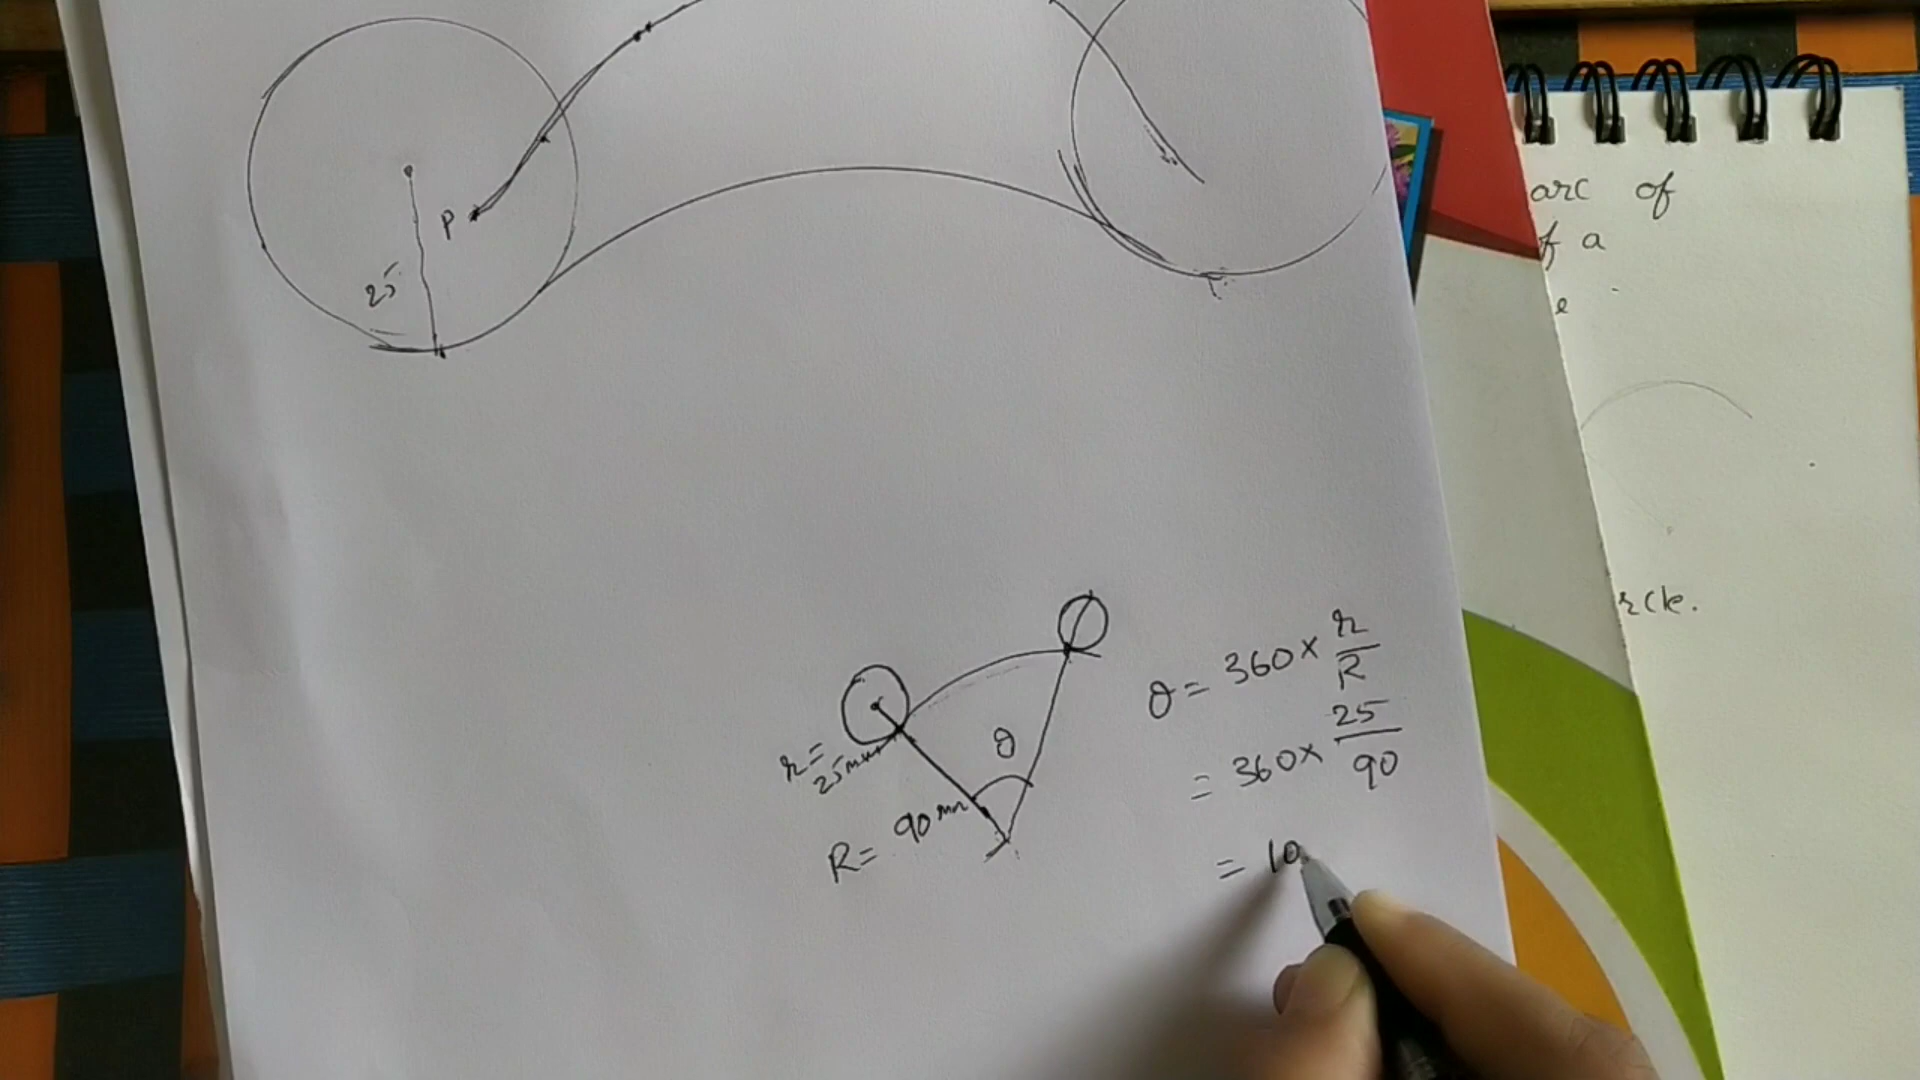 P
25
arc of
f a
e
rcle.
θ = 360 × r/R
= 360 × 25/90
= 10
θ
r = 25mm
R = 90mm